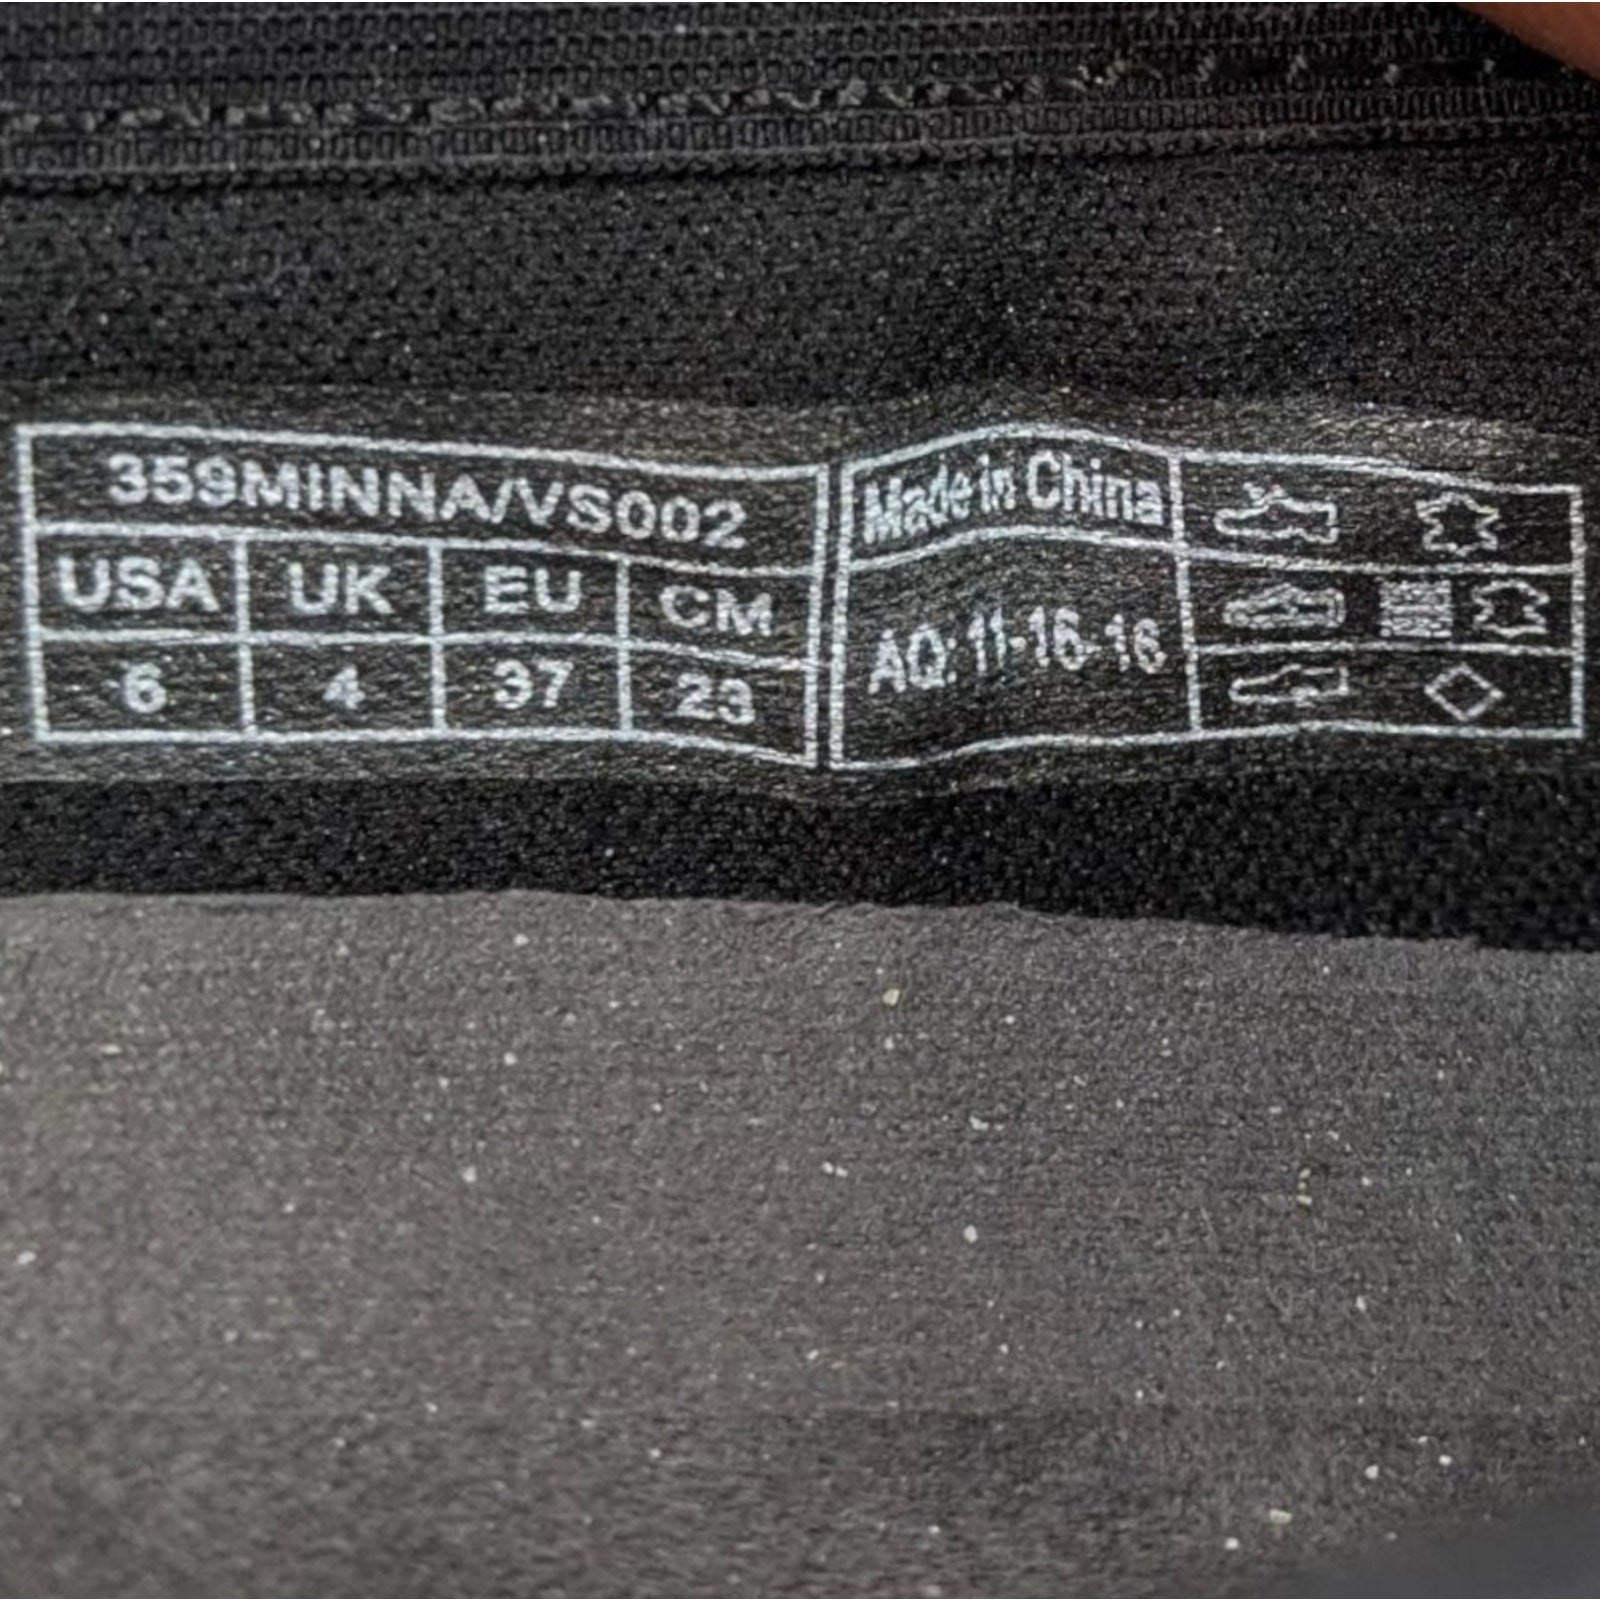 359MINNA/VS002
USA UK EU CM
6 4 37 23
Made in China
AQ: 11-16-16